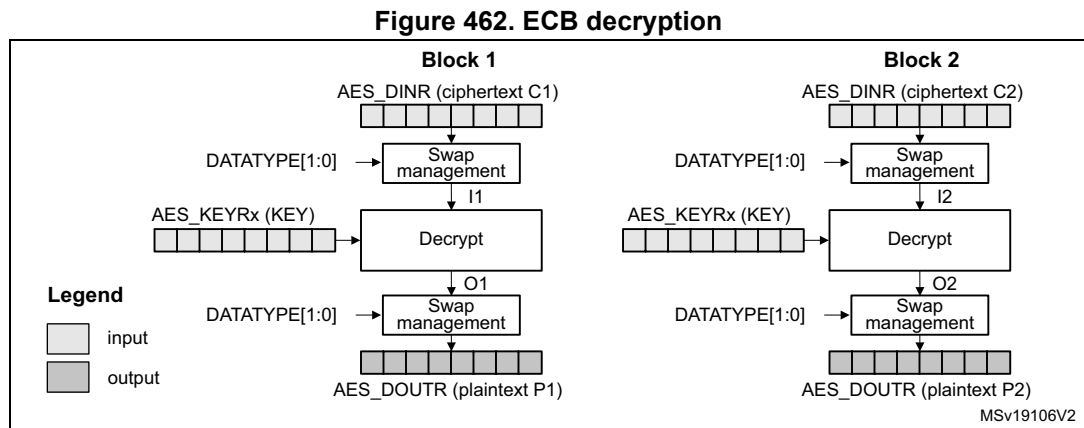 Figure 462. ECB decryption
Block 1
AES_DINR (ciphertext C1)
DATATYPE[1:0]
Swap
management
I1
AES_KEYRx (KEY)
Decrypt
O1
DATATYPE[1:0]
Swap
management
AES_DOUTR (plaintext P1)
Block 2
AES_DINR (ciphertext C2)
DATATYPE[1:0]
Swap
management
I2
AES_KEYRx (KEY)
Decrypt
O2
DATATYPE[1:0]
Swap
management
AES_DOUTR (plaintext P2)
Legend
input
output
MSv19106V2